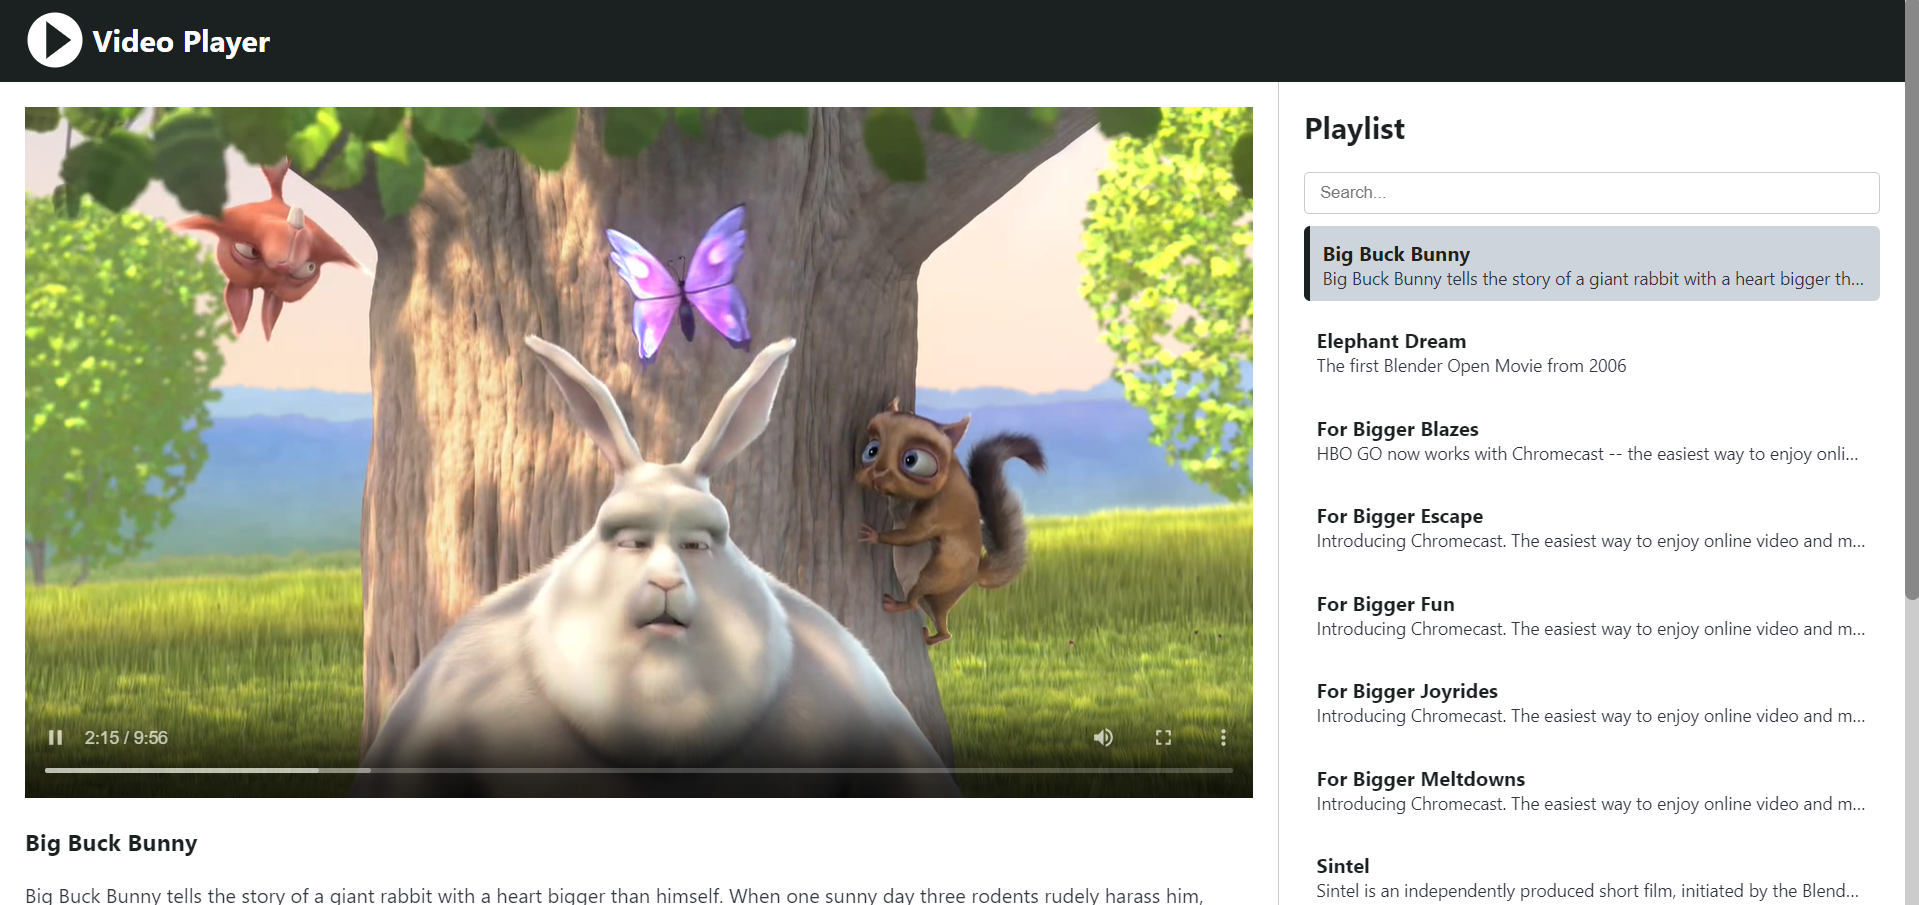 Video Player
2:15 / 9:56
Big Buck Bunny
Big Buck Bunny tells the story of a giant rabbit with a heart bigger than himself. When one sunny day three rodents rudely harass him,
Playlist
Search...
Big Buck Bunny
Big Buck Bunny tells the story of a giant rabbit with a heart bigger th...
Elephant Dream
The first Blender Open Movie from 2006
For Bigger Blazes
HBO GO now works with Chromecast -- the easiest way to enjoy onli...
For Bigger Escape
Introducing Chromecast. The easiest way to enjoy online video and m...
For Bigger Fun
Introducing Chromecast. The easiest way to enjoy online video and m...
For Bigger Joyrides
Introducing Chromecast. The easiest way to enjoy online video and m...
For Bigger Meltdowns
Introducing Chromecast. The easiest way to enjoy online video and m...
Sintel
Sintel is an independently produced short film, initiated by the Blend...